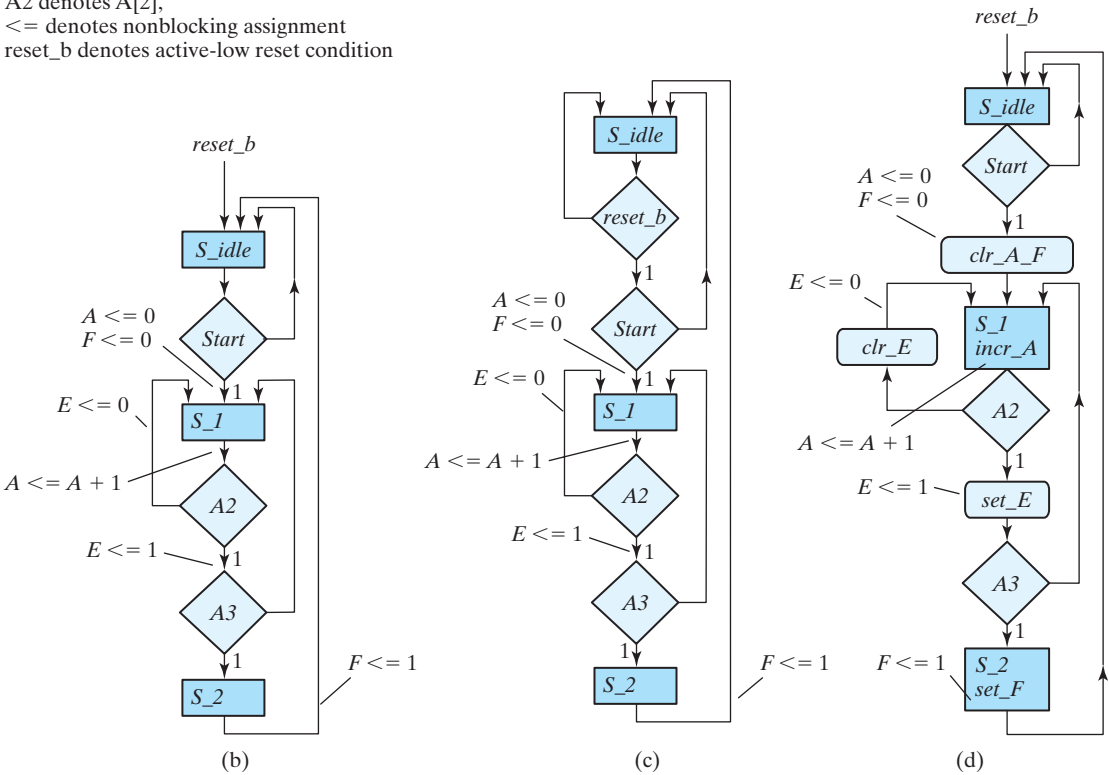 A2 denotes A[2],
<= denotes nonblocking assignment
reset_b denotes active-low reset condition
reset_b
S_idle
Start
A <= 0
F <= 0
1
E <= 0
S_1
A <= A + 1
A2
E <= 1
1
A3
1
S_2
F <= 1
(b)
S_idle
reset_b
1
A <= 0
F <= 0
Start
1
E <= 0
S_1
A <= A + 1
A2
E <= 1
1
A3
1
S_2
F <= 1
(c)
reset_b
S_idle
Start
A <= 0
F <= 0
1
clr_A_F
E <= 0
S_1
incr_A
clr_E
A2
A <= A + 1
1
E <= 1
set_E
A3
1
F <= 1
S_2
set_F
(d)